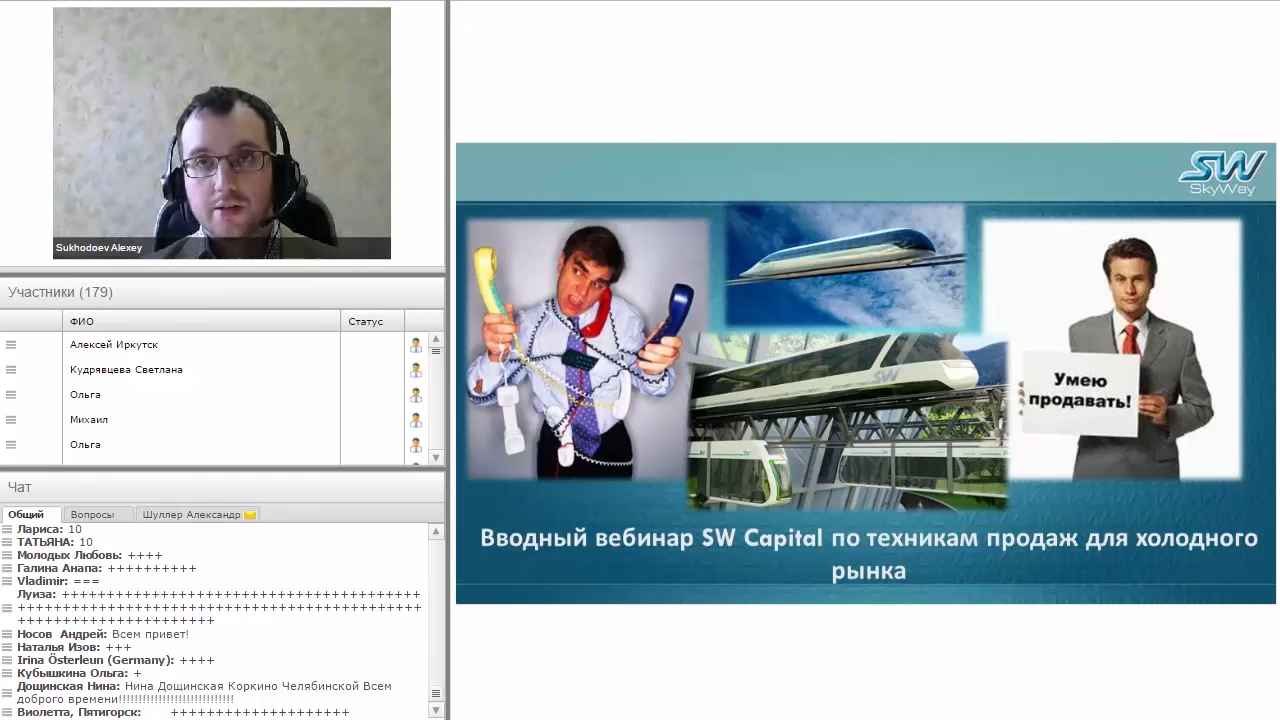 Sukhodoev Alexey
Участники (179)
ФИО
Статус
Алексей Иркутск
Кудрявцева Светлана
Ольга
Михаил
Ольга
Чат
Общий
Вопросы
Шуллер Александр
Лариса: 10
ТАТЬЯНА: 10
Молодых Любовь: ++++
Галина Анапа: ++++++++++
Vladimir: ===
Луиза: +++++++++++++++++++++++++++++++++++++++++
++++++++++++++++++++++++++++++++++++++++++++++
++++++++++++++++++++++
Носов Андрей: Всем привет!
Наталья Изов: +++
Irina Österleun (Germany): ++++
Кубышкина Ольга: +
Дощинская Нина: Нина Дощинская Коркино Челябинской Всем
доброго времени!!!!!!!!!!!!!!!!!!!!!!!!!!!!!
Виолетта, Пятигорск: ++++++++++++++++++++
SW
SkyWay
SW
Умею
продавать!
Вводный вебинар SW Capital по техникам продаж для холодного
рынка